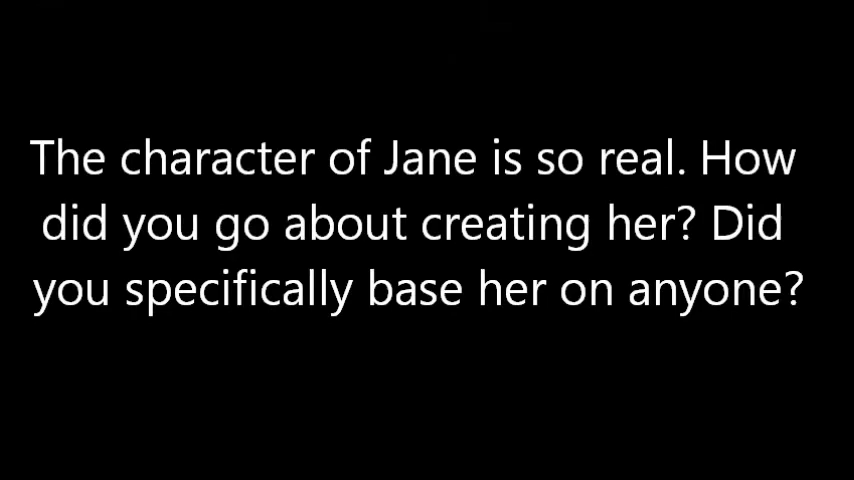 The character of Jane is so real. How
did you go about creating her? Did
you specifically base her on anyone?